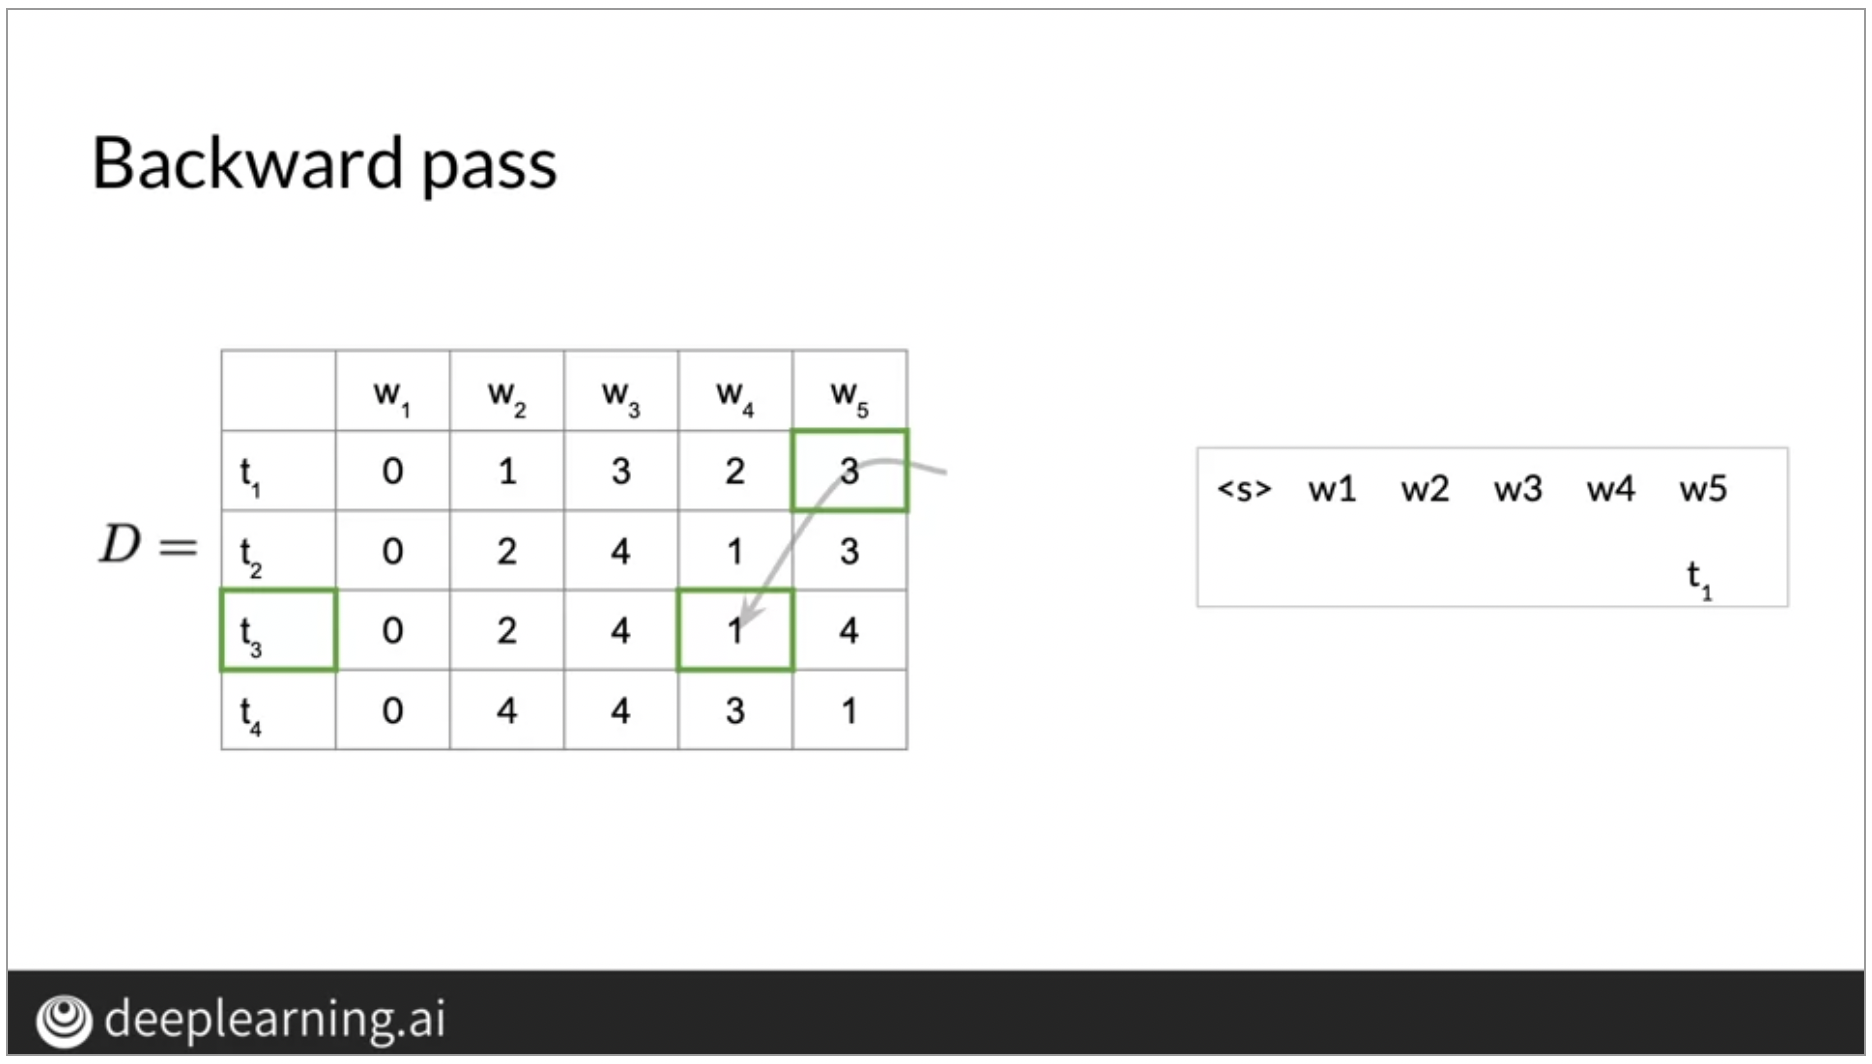 Backward pass
w1 w2 w3 w4 w5
t1 0 1 3 2 3
D = t2 0 2 4 1 3
t3 0 2 4 1 4
t4 0 4 4 3 1
<s> w1 w2 w3 w4 w5
t1
deeplearning.ai